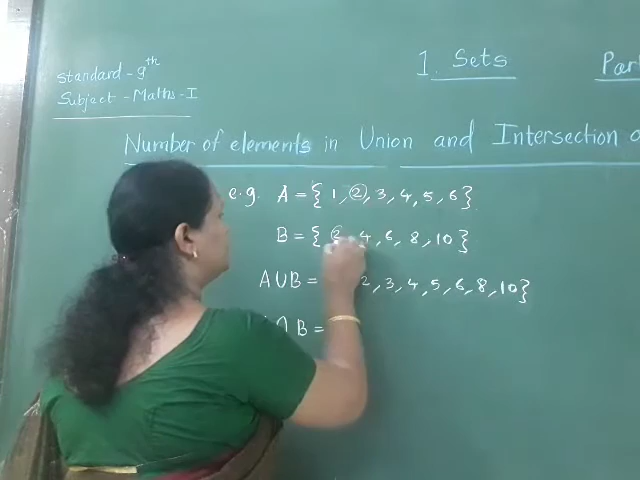 Standard - 9th
Subject - Maths - I
1. Sets
Part
Number of elements in Union and Intersection o
e.g. A = { 1, 2, 3, 4, 5, 6 }
B = { 2, 4, 6, 8, 10 }
A ∪ B = 2, 3, 4, 5, 6, 8, 10 }
∩ B =